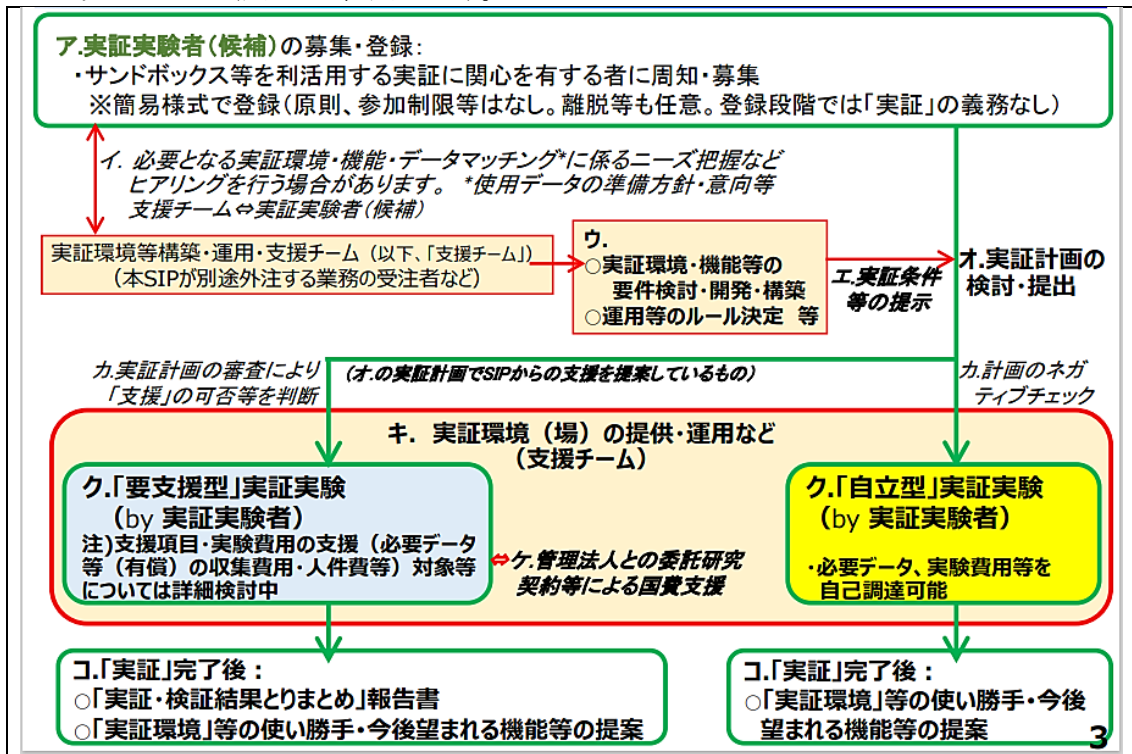 ア.実証実験者(候補)の募集・登録:
・サンドボックス等を利活用する実証に関心を有する者に周知・募集
※簡易様式で登録(原則、参加制限等はなし。離脱等も任意。登録段階では「実証」の義務なし)
イ. 必要となる実証環境・機能・データマッチング*に係るニーズ把握など
ヒアリングを行う場合があります。 *使用データの準備方針・意向等
支援チーム⇔実証実験者(候補)
実証環境等構築・運用・支援チーム (以下、「支援チーム」)
(本SIPが別途外注する業務の受注者など)
ウ.
○実証環境・機能等の
要件検討・開発・構築
○運用等のルール決定 等
エ.実証条件
等の提示
オ.実証計画の
検討・提出
カ.実証計画の審査により
「支援」の可否等を判断
(オ.の実証計画でSIPからの支援を提案しているもの)
カ.計画のネガ
ティブチェック
キ. 実証環境(場)の提供・運用など
(支援チーム)
ク.「要支援型」実証実験
(by 実証実験者)
注)支援項目・実験費用の支援(必要データ
等(有償)の収集費用・人件費等)対象等
については詳細検討中
⇔ケ.管理法人との委託研究
契約等による国費支援
ク.「自立型」実証実験
(by 実証実験者)
・必要データ、実験費用等を
自己調達可能
コ.「実証」完了後:
○「実証・検証結果とりまとめ」報告書
○「実証環境」等の使い勝手・今後望まれる機能等の提案
コ.「実証」完了後:
○「実証環境」等の使い勝手・今後
望まれる機能等の提案
3